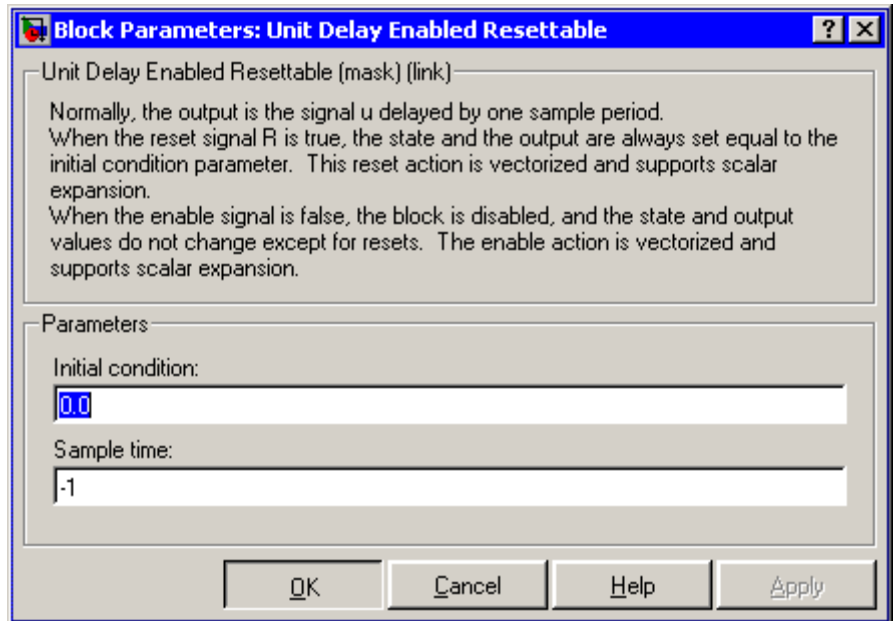 Block Parameters: Unit Delay Enabled Resettable
Unit Delay Enabled Resettable (mask) (link)
Normally, the output is the signal u delayed by one sample period.
When the reset signal R is true, the state and the output are always set equal to the
initial condition parameter.  This reset action is vectorized and supports scalar
expansion.
When the enable signal is false, the block is disabled, and the state and output
values do not change except for resets.  The enable action is vectorized and
supports scalar expansion.
Parameters
Initial condition:
0.0
Sample time:
-1
OK Cancel Help Apply